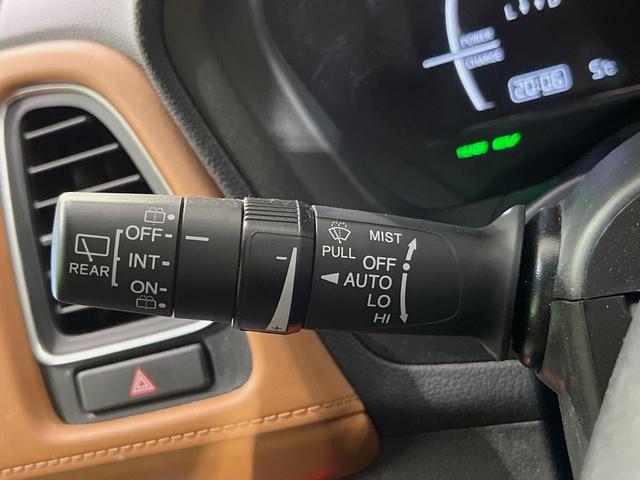 POWER
CHARGE
20:06
OFF
INT
ON
REAR
MIST
PULL
OFF
AUTO
LO
HI